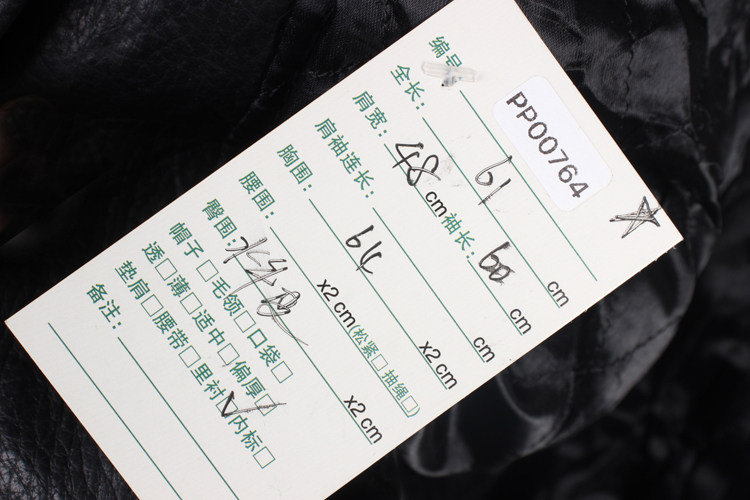 编号 PP00764
全长: 61 cm
肩宽: 48 cm 袖长: 60 cm
肩袖连长: cm
胸围: 64 x2 cm
腰围: x2 cm (松紧□ 抽绳□)
臀围: x2 cm
帽子□ 毛领□ 口袋□
透□ 薄□ 适中□ 偏厚□
垫肩□ 腰带□ 里衬□ 内标□
备注: